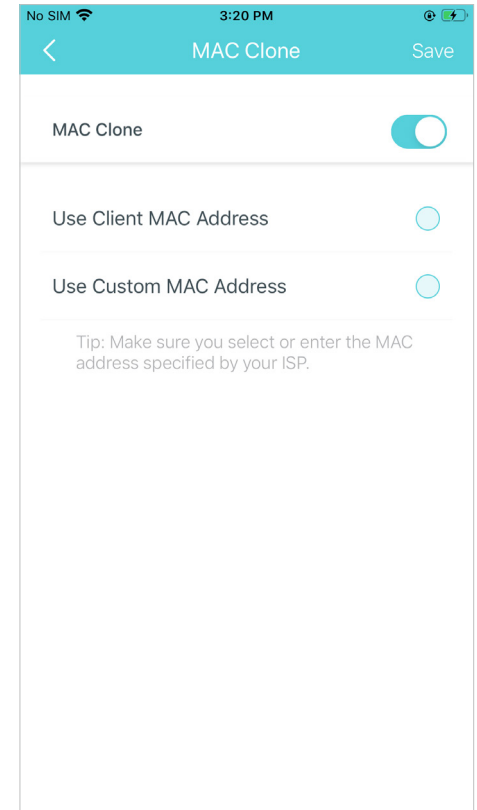 No SIM 3:20 PM
MAC Clone Save
MAC Clone
Use Client MAC Address
Use Custom MAC Address
Tip: Make sure you select or enter the MAC
address specified by your ISP.